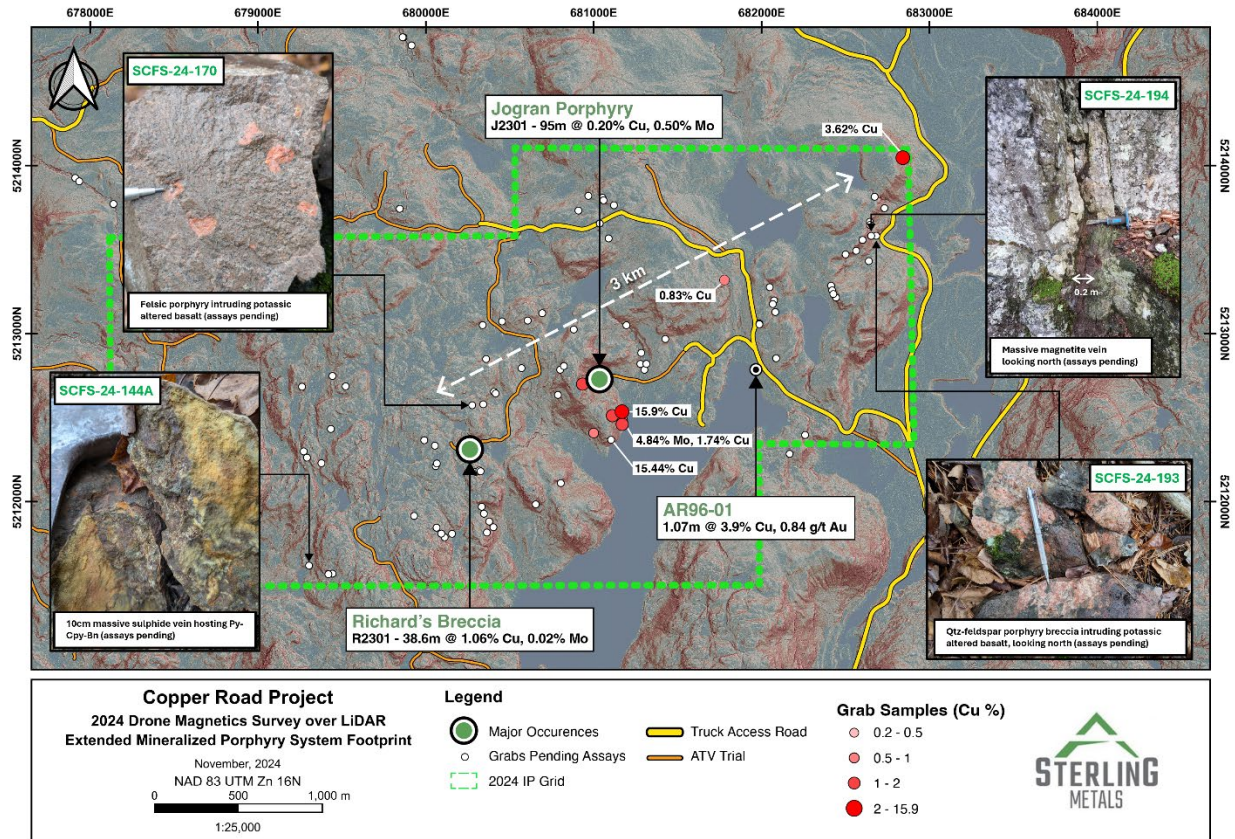 678000E
679000E
680000E
681000E
682000E
683000E
684000E
5214000N
5213000N
5212000N
5214000N
5213000N
5212000N
SCFS-24-170
Felsic porphyry intruding potassic
altered basalt (assays pending)
Jogran Porphyry
J2301 - 95m @ 0.20% Cu, 0.50% Mo
3.62% Cu
SCFS-24-194
0.2 m
Massive magnetite vein
looking north (assays pending)
3 km
0.83% Cu
SCFS-24-144A
10cm massive sulphide vein hosting Py-
Cpy-Bn (assays pending)
15.9% Cu
4.84% Mo, 1.74% Cu
15.44% Cu
AR96-01
1.07m @ 3.9% Cu, 0.84 g/t Au
SCFS-24-193
Qtz-feldspar porphyry breccia intruding potassic
altered basalt, looking north (assays pending)
Richard's Breccia
R2301 - 38.6m @ 1.06% Cu, 0.02% Mo
Copper Road Project
2024 Drone Magnetics Survey over LiDAR
Extended Mineralized Porphyry System Footprint
November, 2024
NAD 83 UTM Zn 16N
0 500 1,000 m
1:25,000
Legend
Major Occurences
Grabs Pending Assays
2024 IP Grid
Truck Access Road
ATV Trial
Grab Samples (Cu %)
0.2 - 0.5
0.5 - 1
1 - 2
2 - 15.9
STERLING
METALS